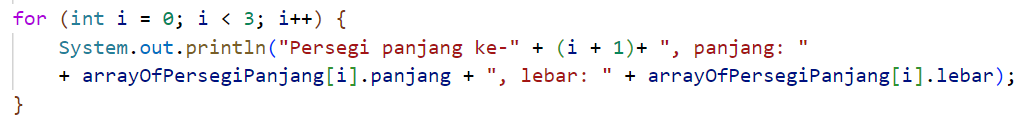 for (int i = 0; i < 3; i++) {
    System.out.println("Persegi panjang ke-" + (i + 1)+ ", panjang: "
    + arrayOfPersegiPanjang[i].panjang + ", lebar: " + arrayOfPersegiPanjang[i].lebar);
}